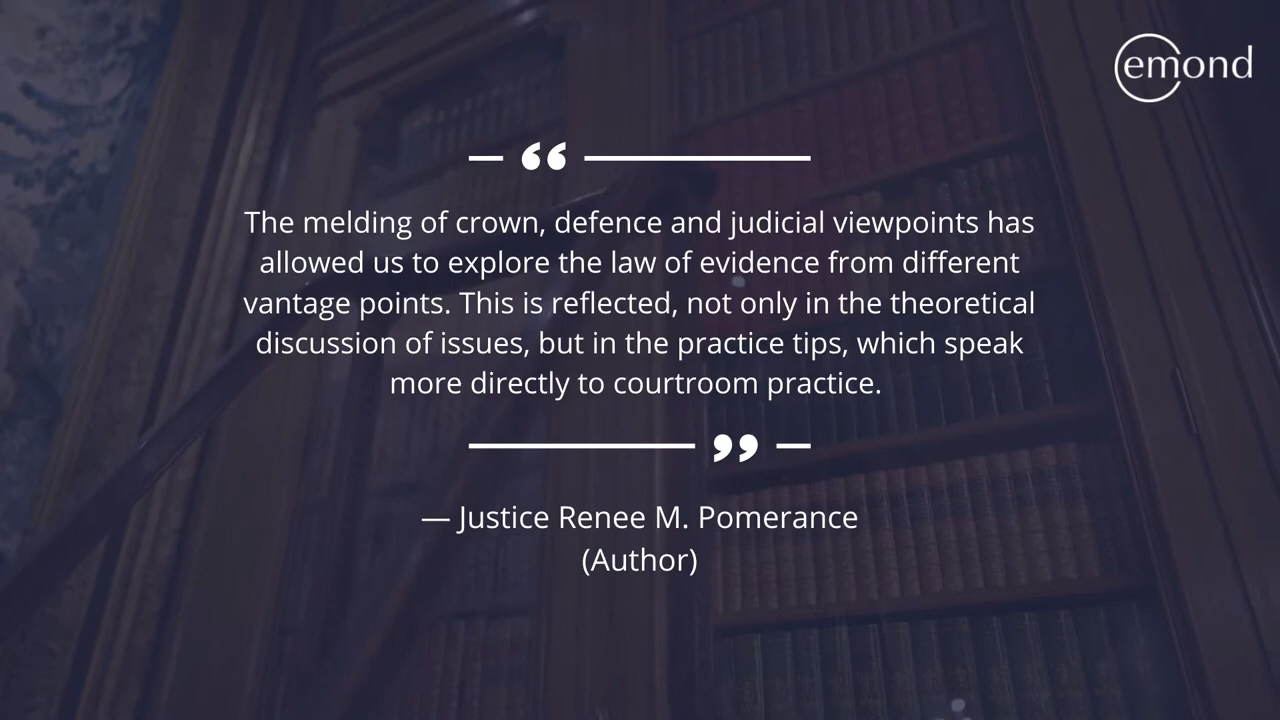 emond
“
The melding of crown, defence and judicial viewpoints has
allowed us to explore the law of evidence from different
vantage points. This is reflected, not only in the theoretical
discussion of issues, but in the practice tips, which speak
more directly to courtroom practice.
”
— Justice Renee M. Pomerance
(Author)